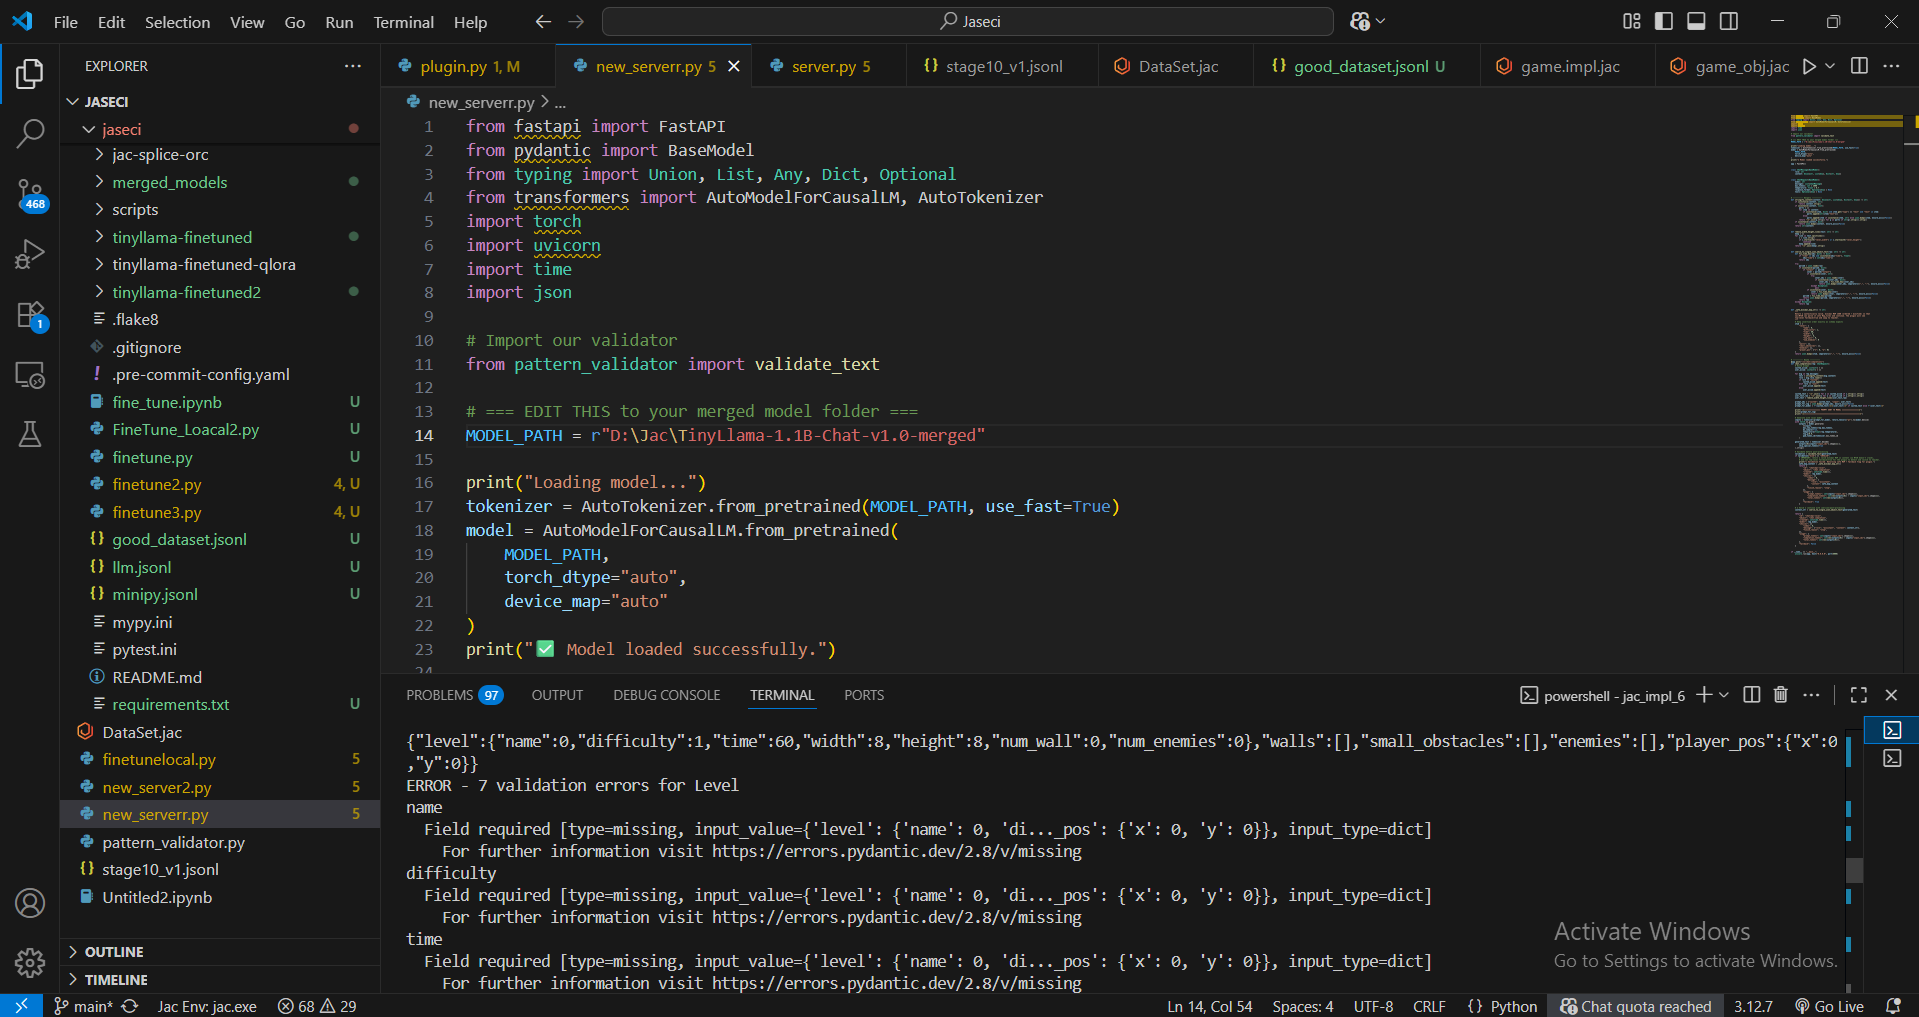 File Edit Selection View Go Run Terminal Help
Jaseci
EXPLORER
JASECI
jaseci
jac-splice-orc
merged_models
468
scripts
tinyllama-finetuned
tinyllama-finetuned-qlora
tinyllama-finetuned2
1
.flake8
.gitignore
! .pre-commit-config.yaml
fine_tune.ipynb U
FineTune_Loacal2.py U
finetune.py U
finetune2.py 4, U
finetune3.py 4, U
{} good_dataset.jsonl U
{} llm.jsonl U
{} minipy.jsonl U
mypy.ini
pytest.ini
README.md
requirements.txt U
DataSet.jac
finetunelocal.py 5
new_server2.py 5
new_serverr.py 5
pattern_validator.py
{} stage10_v1.jsonl
Untitled2.ipynb
OUTLINE
TIMELINE
plugin.py 1, M
new_serverr.py 5
server.py 5
{} stage10_v1.jsonl
DataSet.jac
{} good_dataset.jsonl U
game.impl.jac
game_obj.jac
new_serverr.py > ...
1 from fastapi import FastAPI
2 from pydantic import BaseModel
3 from typing import Union, List, Any, Dict, Optional
4 from transformers import AutoModelForCausalLM, AutoTokenizer
5 import torch
6 import uvicorn
7 import time
8 import json
9
10 # Import our validator
11 from pattern_validator import validate_text
12
13 # === EDIT THIS to your merged model folder ===
14 MODEL_PATH = r"D:\Jac\TinyLlama-1.1B-Chat-v1.0-merged"
15
16 print("Loading model...")
17 tokenizer = AutoTokenizer.from_pretrained(MODEL_PATH, use_fast=True)
18 model = AutoModelForCausalLM.from_pretrained(
19 MODEL_PATH,
20 torch_dtype="auto",
21 device_map="auto"
22 )
23 print("✅ Model loaded successfully.")
24
PROBLEMS 97 OUTPUT DEBUG CONSOLE TERMINAL PORTS
powershell - jac_impl_6
{"level":{"name":0,"difficulty":1,"time":60,"width":8,"height":8,"num_wall":0,"num_enemies":0},"walls":[],"small_obstacles":[],"enemies":[],"player_pos":{"x":0
,"y":0}}
ERROR - 7 validation errors for Level
name
Field required [type=missing, input_value={'level': {'name': 0, 'di..._pos': {'x': 0, 'y': 0}}, input_type=dict]
For further information visit https://errors.pydantic.dev/2.8/v/missing
difficulty
Field required [type=missing, input_value={'level': {'name': 0, 'di..._pos': {'x': 0, 'y': 0}}, input_type=dict]
For further information visit https://errors.pydantic.dev/2.8/v/missing
time
Field required [type=missing, input_value={'level': {'name': 0, 'di..._pos': {'x': 0, 'y': 0}}, input_type=dict]
For further information visit https://errors.pydantic.dev/2.8/v/missing
Activate Windows
Go to Settings to activate Windows.
main* Jac Env: jac.exe 68 29
Ln 14, Col 54 Spaces: 4 UTF-8 CRLF {} Python Chat quota reached 3.12.7 Go Live